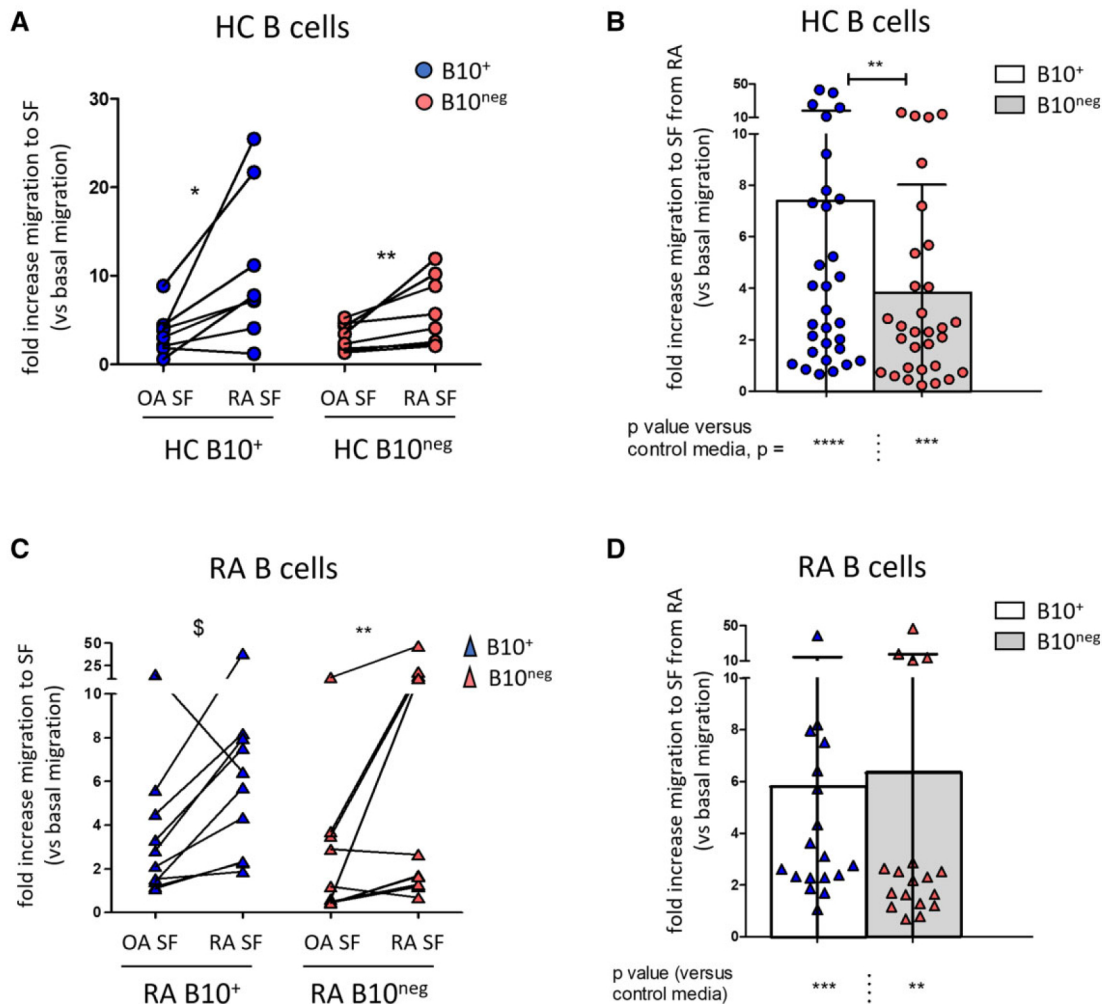 A
HC B cells
B10⁺
B10ⁿᵉᵍ
fold increase migration to SF
(vs basal migration)
30
20
10
0
*
**
OA SF RA SF OA SF RA SF
HC B10⁺ HC B10ⁿᵉᵍ
B
HC B cells
**
B10⁺
B10ⁿᵉᵍ
fold increase migration to SF from RA
(vs basal migration)
50
10
10
8
6
4
2
0
p value versus
control media, p = **** ***
C
RA B cells
$ **
B10⁺
B10ⁿᵉᵍ
fold increase migration to SF
(vs basal migration)
50
25
10
8
6
4
2
0
OA SF RA SF OA SF RA SF
RA B10⁺ RA B10ⁿᵉᵍ
D
RA B cells
B10⁺
B10ⁿᵉᵍ
fold increase migration to SF from RA
(vs basal migration)
50
10
10
8
6
4
2
0
p value (versus
control media) *** **